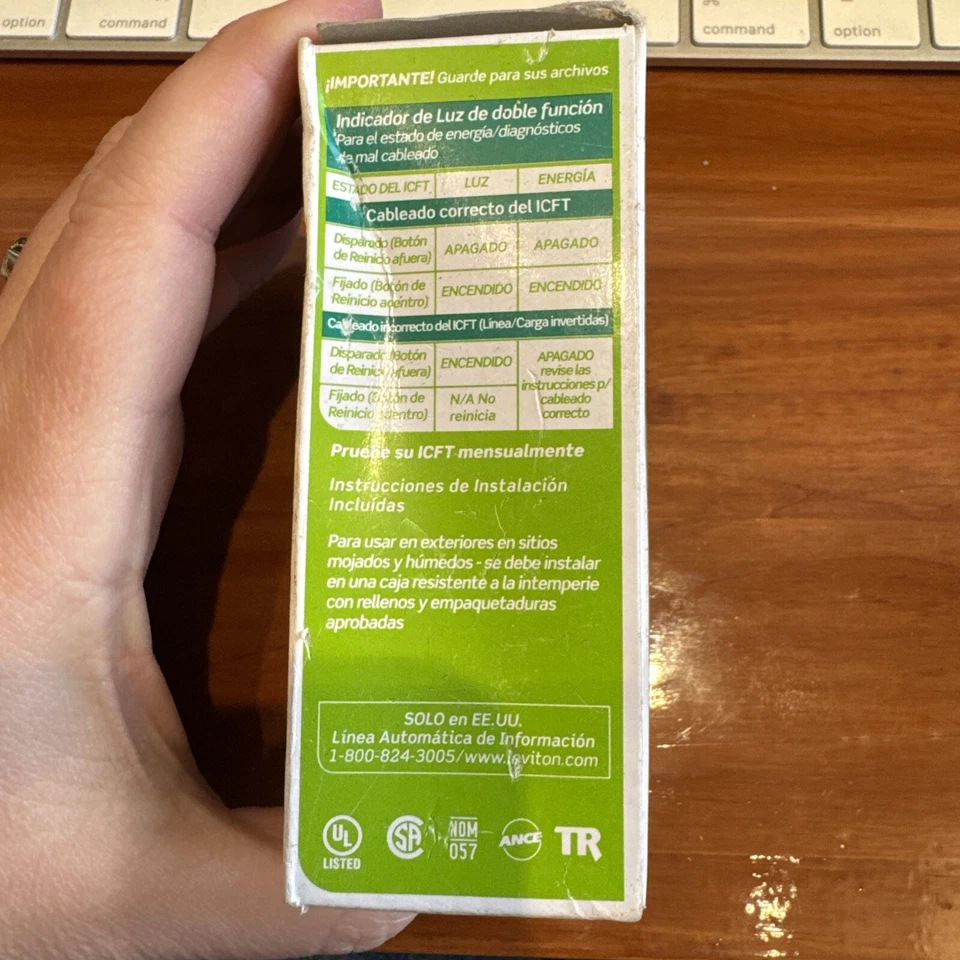 option
command
command
option
¡IMPORTANTE! Guarde para sus archivos
Indicador de Luz de doble función
Para el estado de energía/diagnósticos
de mal cableado
ESTADO DEL ICFT LUZ ENERGÍA
Cableado correcto del ICFT
Disparado (Botón
de Reinicio afuera)
APAGADO
APAGADO
Fijado (Botón de
Reinicio adentro)
ENCENDIDO
ENCENDIDO
Cableado incorrecto del ICFT (Línea/Carga invertidas)
Disparado (Botón
de Reinicio afuera)
ENCENDIDO
APAGADO
revise las
instrucciones p/
cableado
correcto
Fijado (Botón de
Reinicio adentro)
N/A No
reinicia
Pruebe su ICFT mensualmente
Instrucciones de Instalación
Incluidas
Para usar en exteriores en sitios
mojados y húmedos - se debe instalar
en una caja resistente a la intemperie
con rellenos y empaquetaduras
aprobadas
SOLO en EE.UU.
Línea Automática de Información
1-800-824-3005/www.leviton.com
UL
LISTED
SA
NOM
057
ANCE
TR